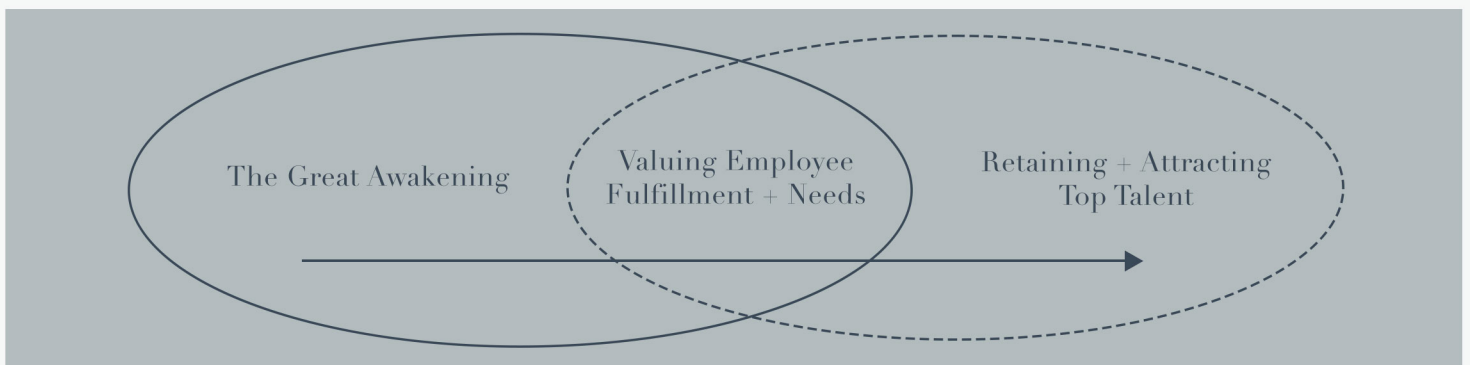 The Great Awakening
Valuing Employee
Fulfillment + Needs
Retaining + Attracting
Top Talent